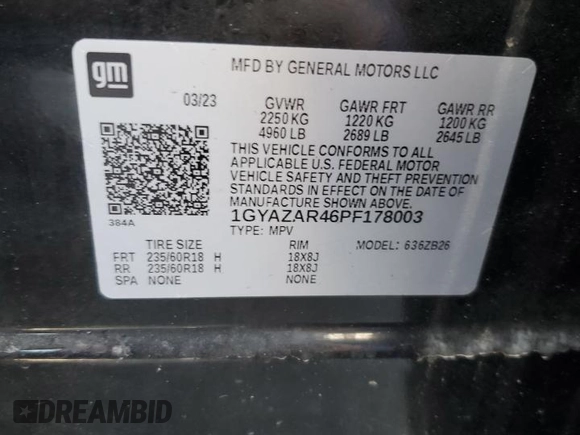 gm
MFD BY GENERAL MOTORS LLC
03/23 GVWR GAWR FRT GAWR RR
2250 KG 1220 KG 1200 KG
4960 LB 2689 LB 2645 LB
THIS VEHICLE CONFORMS TO ALL
APPLICABLE U.S. FEDERAL MOTOR
VEHICLE SAFETY AND THEFT PREVENTION
STANDARDS IN EFFECT ON THE DATE OF
MANUFACTURE SHOWN ABOVE.
1GYAZAR46PF178003
384A
TYPE: MPV
TIRE SIZE RIM MODEL: 636ZB26
FRT 235/60R18 H 18X8J
RR 235/60R18 H 18X8J
SPA NONE NONE
DREAMBID